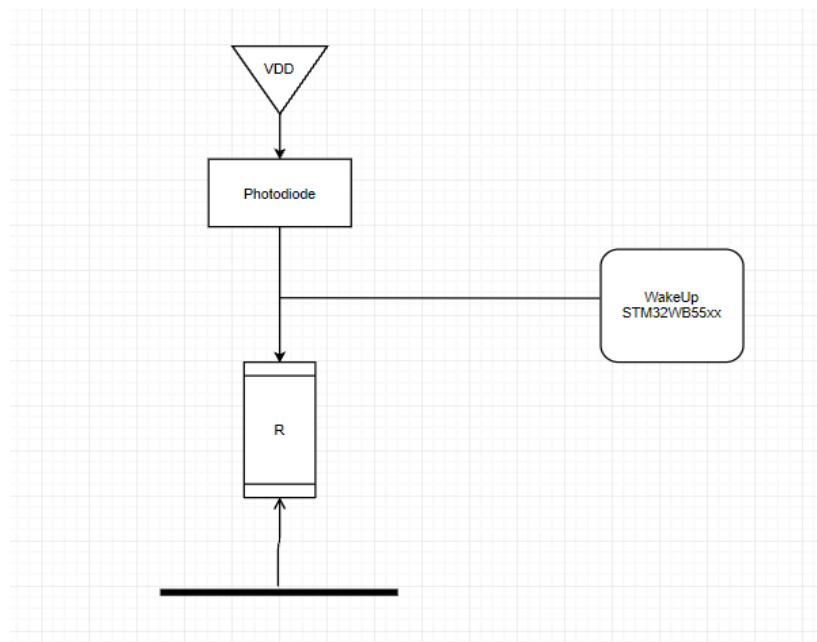 VDD
Photodiode
WakeUp
STM32WB55xx
R